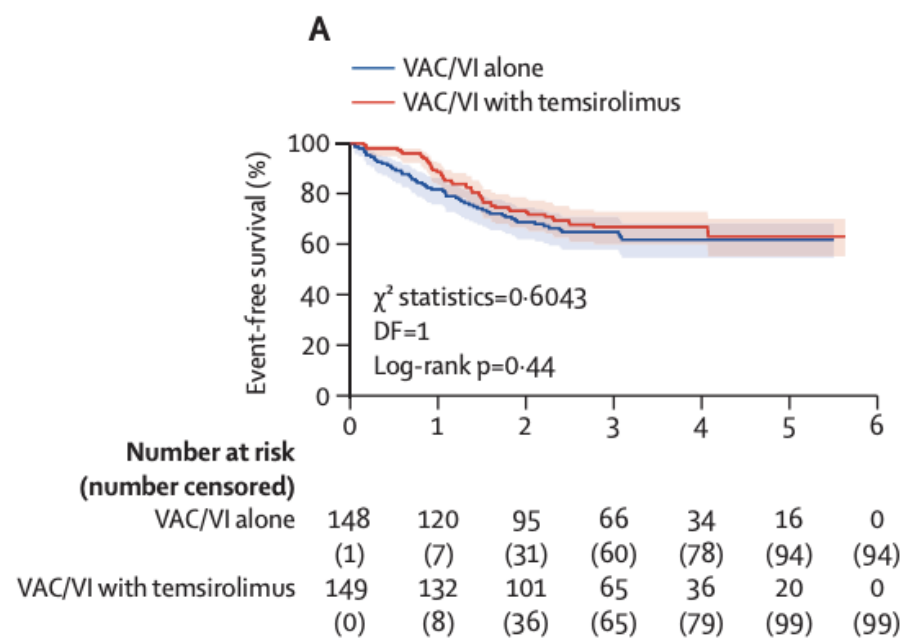 A
VAC/VI alone
VAC/VI with temsirolimus
Event-free survival (%)
100
80
60
40
20
0
χ² statistics=0·6043
DF=1
Log-rank p=0·44
0 1 2 3 4 5 6
Number at risk
(number censored)
VAC/VI alone 148 120 95 66 34 16 0
(1) (7) (31) (60) (78) (94) (94)
VAC/VI with temsirolimus 149 132 101 65 36 20 0
(0) (8) (36) (65) (79) (99) (99)